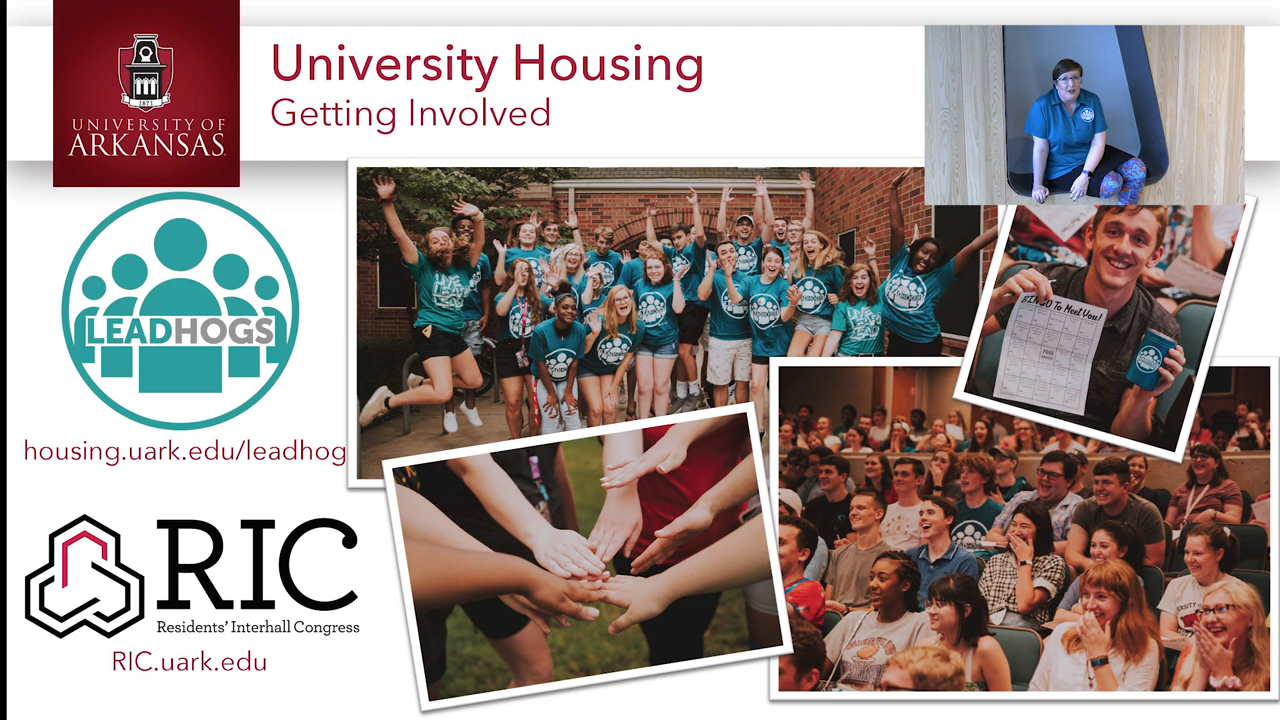 1871
UNIVERSITY OF
ARKANSAS
University Housing
Getting Involved
LEADHOGS
housing.uark.edu/leadhog
RIC
Residents' Interhall Congress
RIC.uark.edu
BINGO To Meet You!
FREE